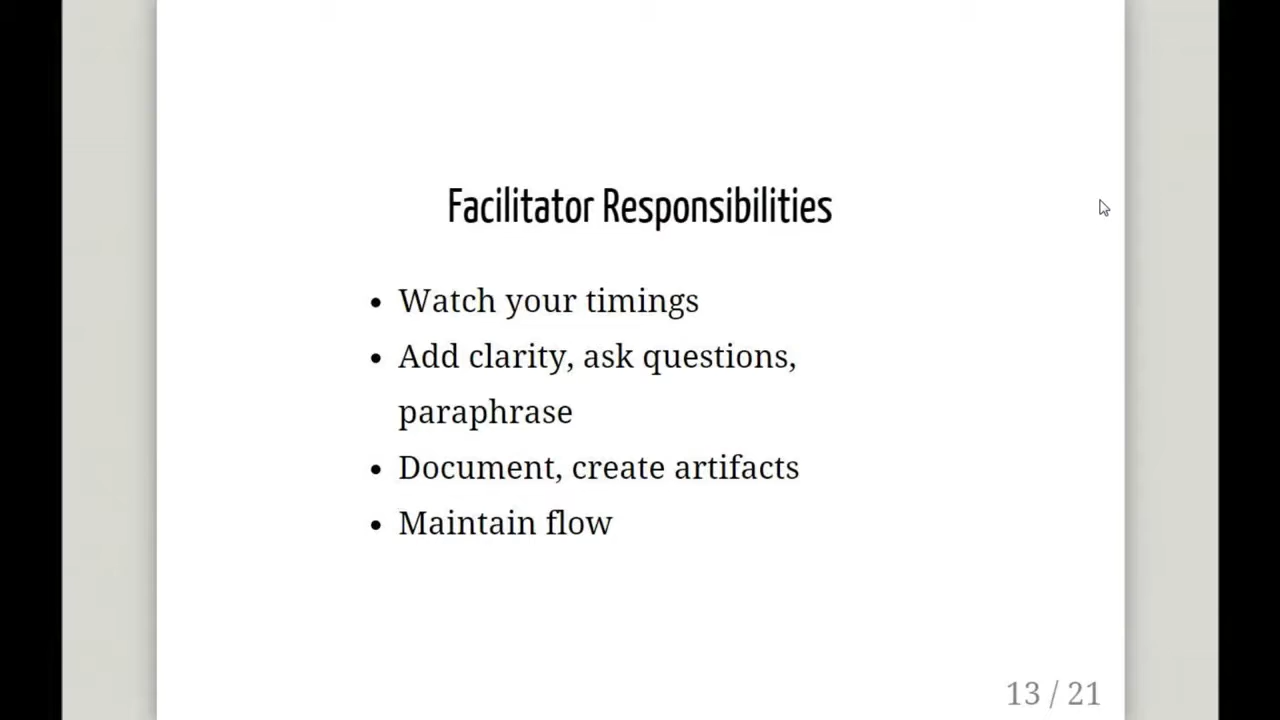 Facilitator Responsibilities
• Watch your timings
• Add clarity, ask questions,
paraphrase
• Document, create artifacts
• Maintain flow
13 / 21